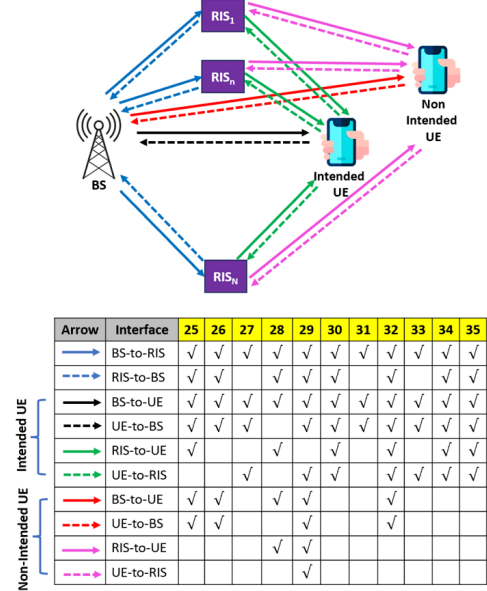 RIS1
RISn
Non
Intended
UE
Intended
UE
BS
RISN
Arrow Interface 25 26 27 28 29 30 31 32 33 34 35
BS-to-RIS √ √ √ √ √ √ √ √ √ √ √
RIS-to-BS √ √ √ √ √ √ √ √
Intended UE
BS-to-UE √ √ √ √ √ √ √ √ √ √ √
UE-to-BS √ √ √ √ √ √ √ √ √ √
RIS-to-UE √ √ √ √ √ √
UE-to-RIS √ √ √ √ √ √ √
Non-Intended UE
BS-to-UE √ √ √ √ √
UE-to-BS √ √ √ √
RIS-to-UE √ √
UE-to-RIS √